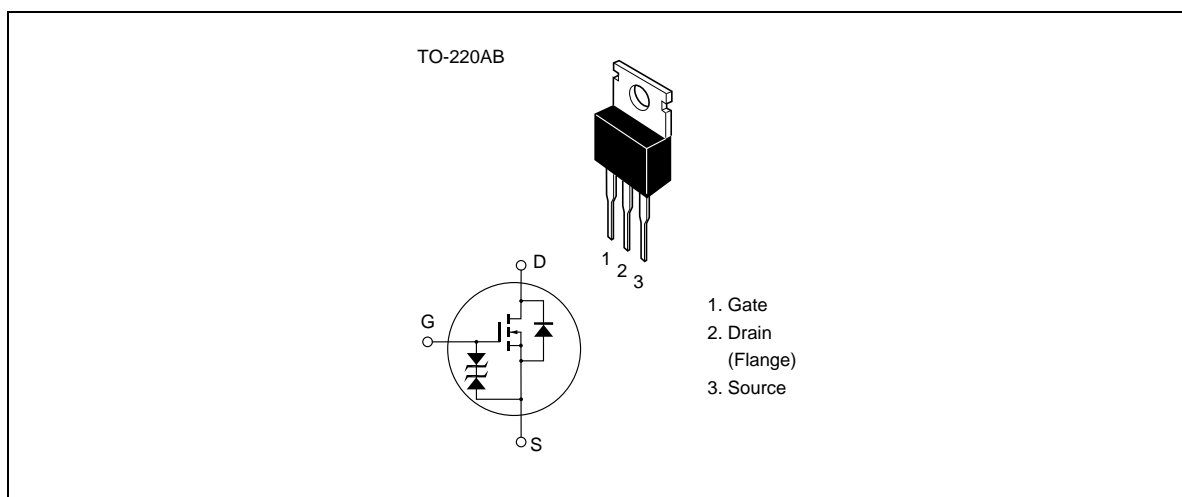 TO-220AB
1
2
3
D
G
S
1. Gate
2. Drain
(Flange)
3. Source